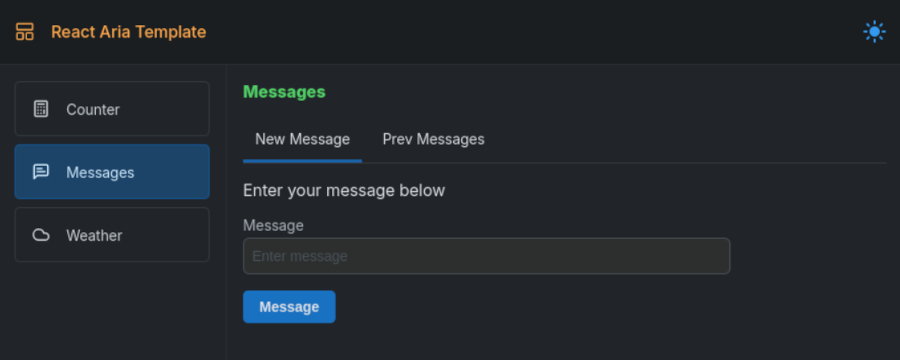 React Aria Template
Counter
Messages
Weather
Messages
New Message
Prev Messages
Enter your message below
Message
Enter message
Message